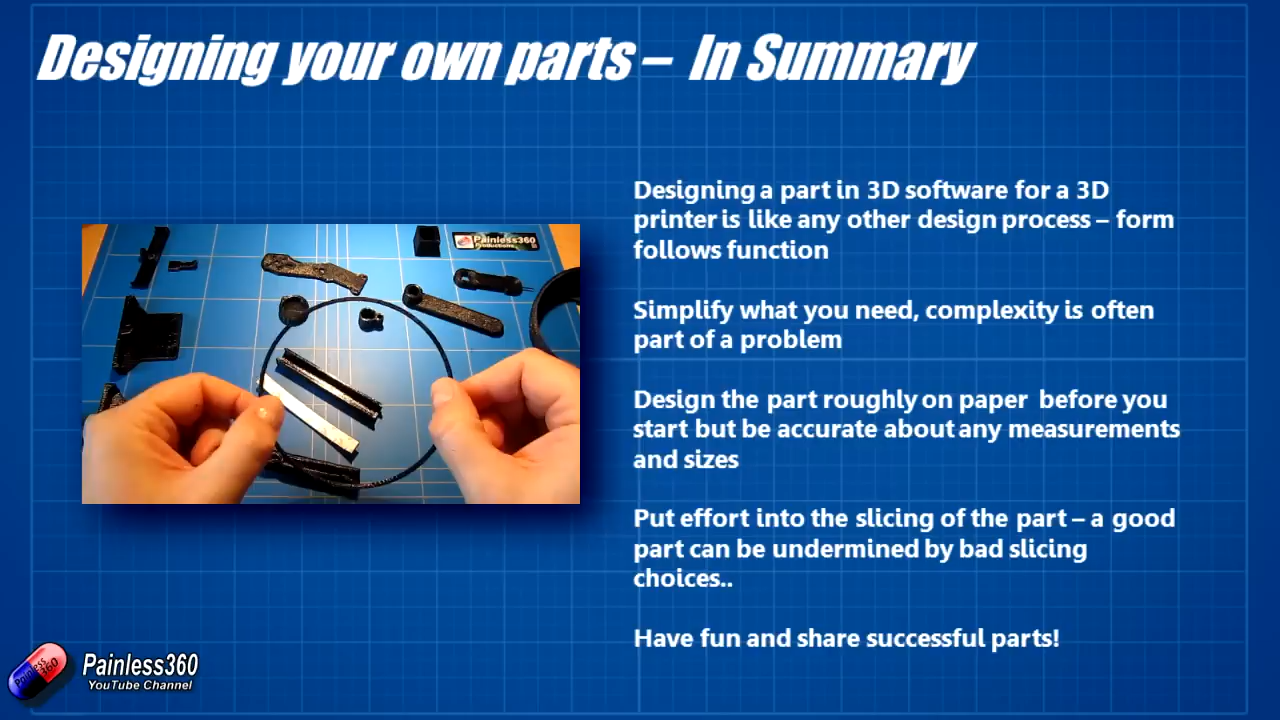 Designing your own parts – In Summary
Painless360
Productions
Designing a part in 3D software for a 3D
printer is like any other design process – form
follows function
Simplify what you need, complexity is often
part of a problem
Design the part roughly on paper before you
start but be accurate about any measurements
and sizes
Put effort into the slicing of the part – a good
part can be undermined by bad slicing
choices..
Have fun and share successful parts!
Painless
360
Painless360
YouTube Channel